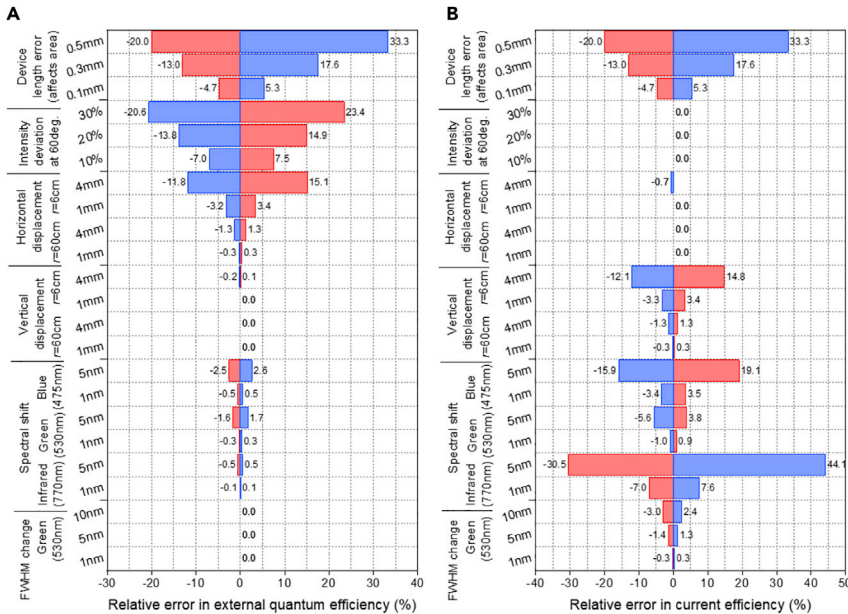 A
Device
length error
(affects area)
0.5mm
-20.0
33.3
0.3mm
-13.0
17.6
0.1mm
-4.7
5.3
Intensity
deviation
at 60deg.
30%
-20.6
23.4
20%
-13.8
14.9
10%
-7.0
7.5
Horizontal
displacement
r=60cm r=6cm
4mm
-11.8
15.1
1mm
-3.2
3.4
4mm
-1.3
1.3
1mm
-0.3
0.3
Vertical
displacement
r=60cm r=6cm
4mm
-0.2
0.1
1mm
0.0
4mm
0.0
1mm
0.0
Spectral shift
Infrared Green Blue
(770nm) (530nm) (475nm)
5nm
-2.5
2.6
1nm
-0.5
0.5
5nm
-1.6
1.7
1nm
-0.3
0.3
5nm
-0.5
0.5
1nm
-0.1
0.1
FWHM change
Green
(530nm)
10nm
0.0
5nm
0.0
1nm
0.0
-30 -20 -10 0 10 20 30 40
Relative error in external quantum efficiency (%)
B
Device
length error
(affects area)
0.5mm
-20.0
33.3
0.3mm
-13.0
17.6
0.1mm
-4.7
5.3
Intensity
deviation
at 60deg.
30%
0.0
20%
0.0
10%
0.0
Horizontal
displacement
r=60cm r=6cm
4mm
-0.7
1mm
0.0
4mm
0.0
1mm
0.0
Vertical
displacement
r=60cm r=6cm
4mm
-12.1
14.8
1mm
-3.3
3.4
4mm
-1.3
1.3
1mm
-0.3
0.3
Spectral shift
Infrared Green Blue
(770nm) (530nm) (475nm)
5nm
-15.9
19.1
1nm
-3.4
3.5
5nm
-5.6
3.8
1nm
-1.0
0.9
5nm
-30.5
44.1
1nm
-7.0
7.6
FWHM change
Green
(530nm)
10nm
-3.0
2.4
5nm
-1.4
1.3
1nm
-0.3
0.3
-40 -30 -20 -10 0 10 20 30 40
Relative error in current efficiency (%)